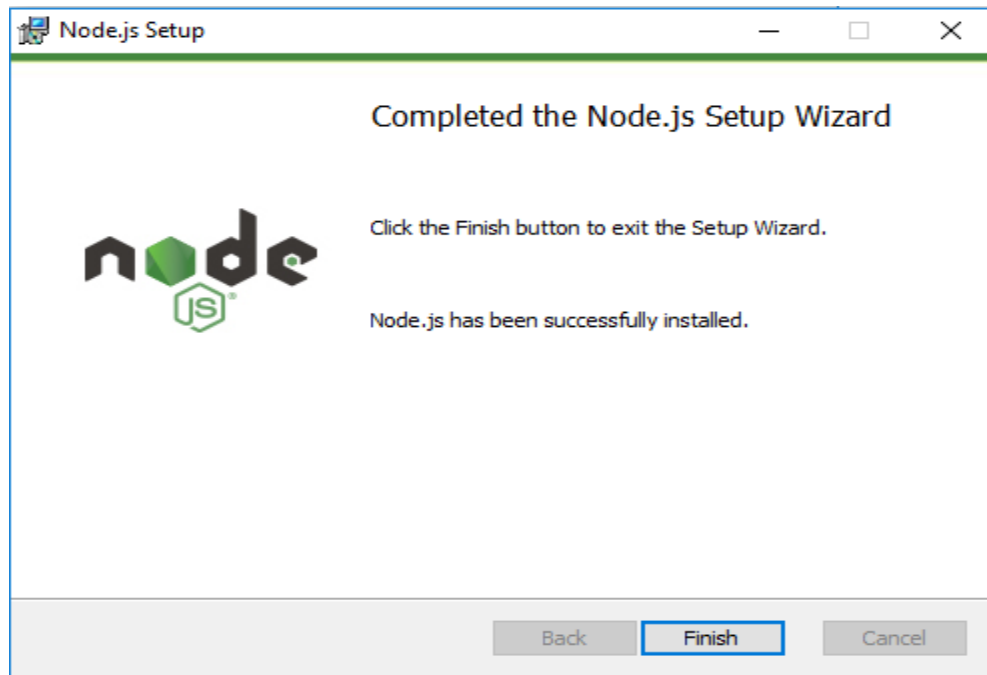 Node.js Setup
Completed the Node.js Setup Wizard
Click the Finish button to exit the Setup Wizard.
node
JS®
Node.js has been successfully installed.
Back Finish Cancel